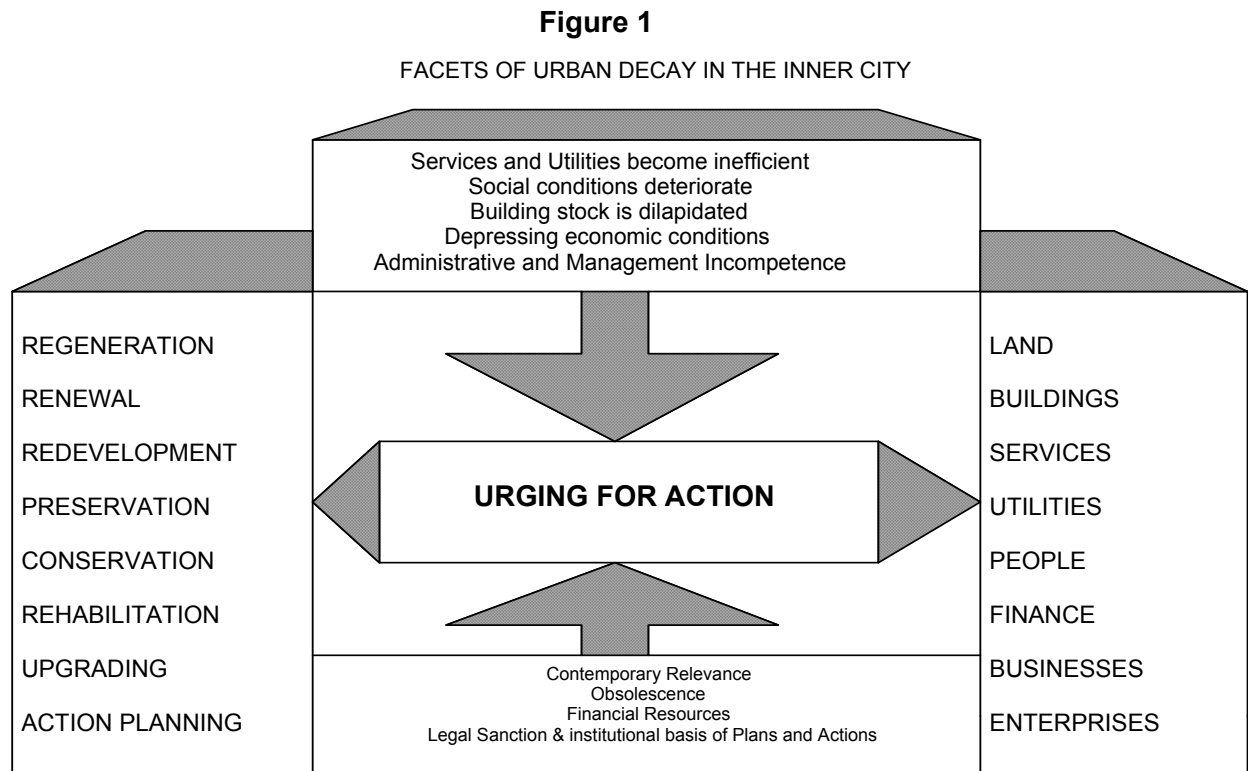 Figure 1
FACETS OF URBAN DECAY IN THE INNER CITY
Services and Utilities become inefficient
Social conditions deteriorate
Building stock is dilapidated
Depressing economic conditions
Administrative and Management Incompetence
REGENERATION
RENEWAL
REDEVELOPMENT
PRESERVATION
CONSERVATION
REHABILITATION
UPGRADING
ACTION PLANNING
URGING FOR ACTION
LAND
BUILDINGS
SERVICES
UTILITIES
PEOPLE
FINANCE
BUSINESSES
ENTERPRISES
Contemporary Relevance
Obsolescence
Financial Resources
Legal Sanction & institutional basis of Plans and Actions